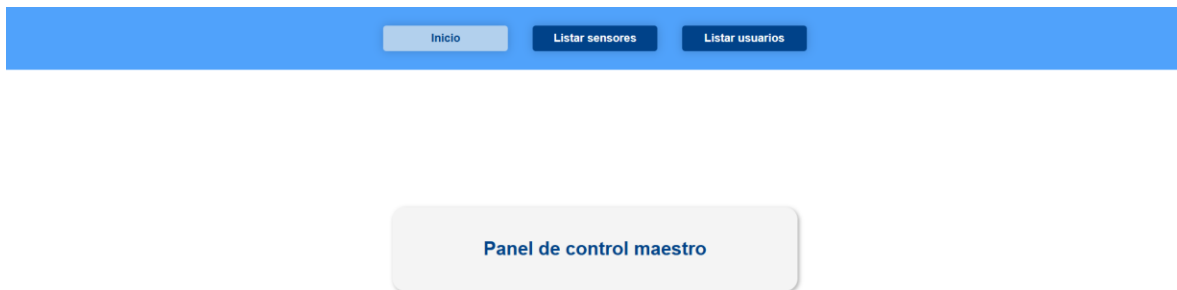 Inicio Listar sensores Listar usuarios
Panel de control maestro